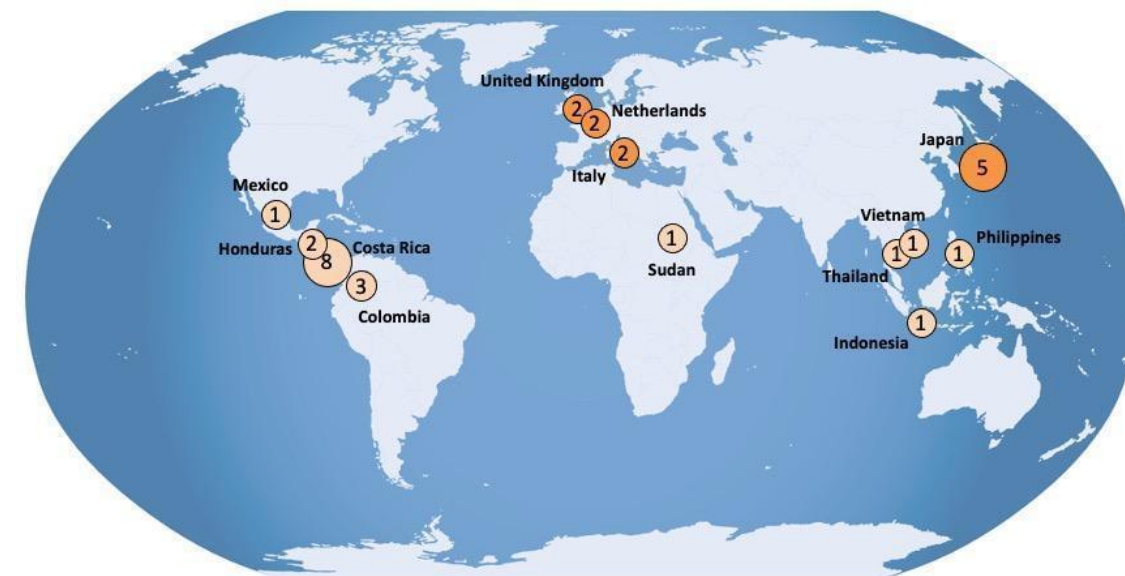 United Kingdom
2
Netherlands
2
Japan
5
2
Italy
Mexico
1
Vietnam
1
Philippines
1
Honduras
2
Costa Rica
8
1
Sudan
1
Thailand
3
Colombia
1
Indonesia